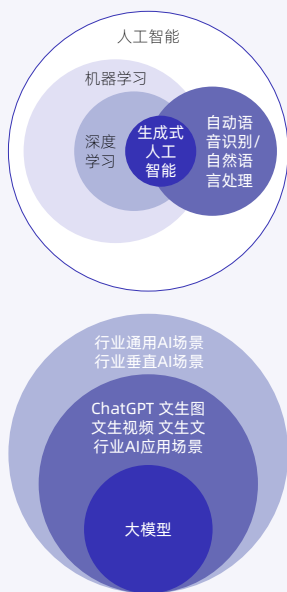 人工智能
机器学习
深度
学习
生成式
人工
智能
自动语
音识别/
自然语
言处理
行业通用AI场景
行业垂直AI场景
ChatGPT 文生图
文生视频 文生文
行业AI应用场景
大模型